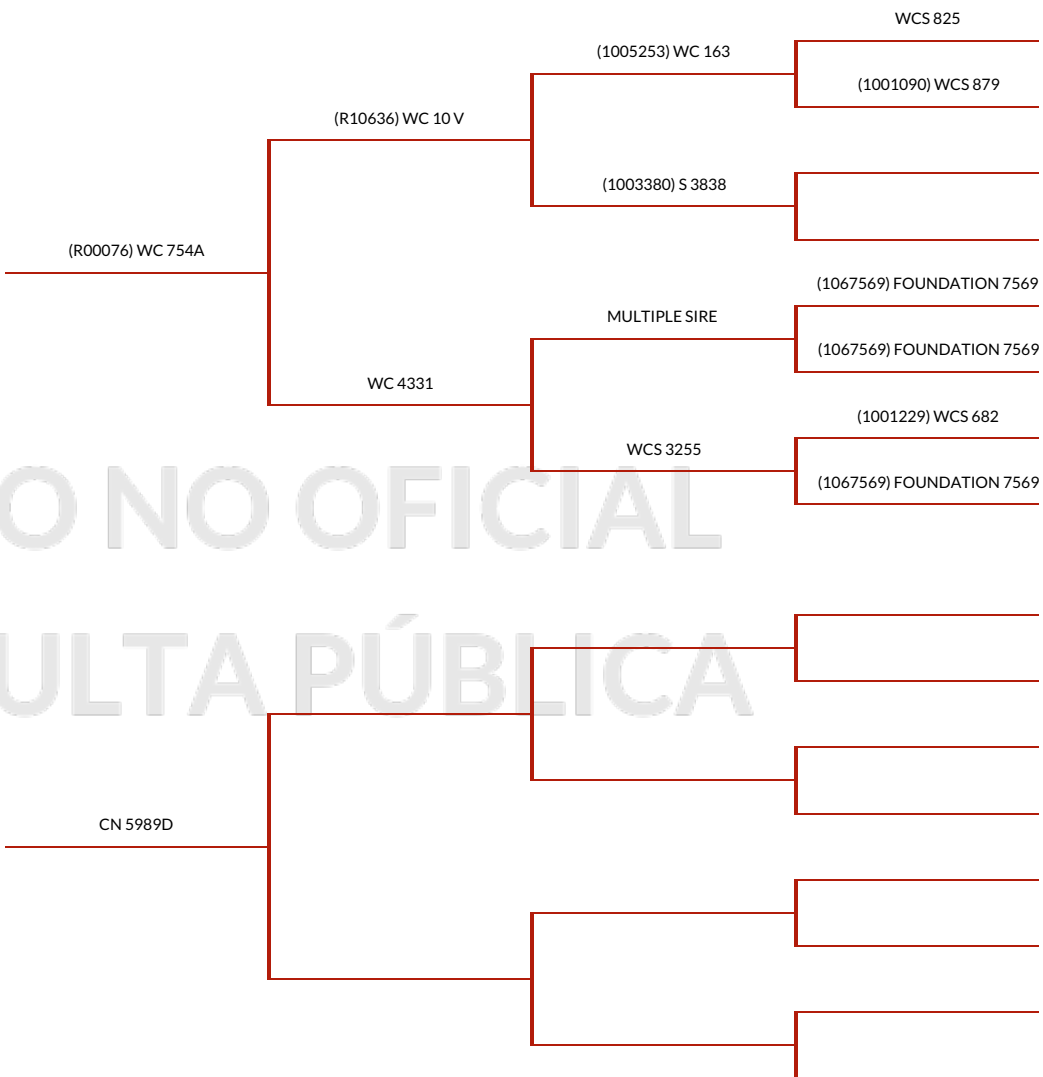 WCS 825
(1005253) WC 163
(1001090) WCS 879
(R10636) WC 10 V
(1003380) S 3838
(R00076) WC 754A
(1067569) FOUNDATION 7569
MULTIPLE SIRE
(1067569) FOUNDATION 7569
WC 4331
(1001229) WCS 682
WCS 3255
(1067569) FOUNDATION 7569
O NO OFICIAL
ULTA PÚBLICA
CN 5989D